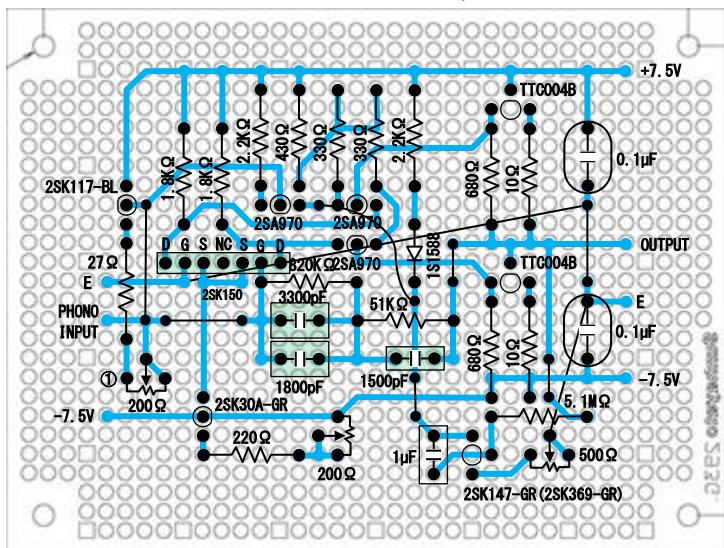 +7.5V
TTC004B
2.2KΩ
430Ω
330Ω
330Ω
2.2KΩ
0.1μF
1.8KΩ
1.8KΩ
680Ω
10Ω
2SK117-BL
2SA970
2SA970
D G S NC S G D
2SA970
1S1588
OUTPUT
27Ω
820KΩ
TTC004B
E
2SK150
3300pF
51KΩ
E
PHONO
INPUT
0.1μF
680Ω
10Ω
①
1800pF
1500pF
-7.5V
200Ω
2SK30A-GR
5.1MΩ
-7.5V
220Ω
200Ω
1μF
500Ω
2SK147-GR(2SK369-GR)